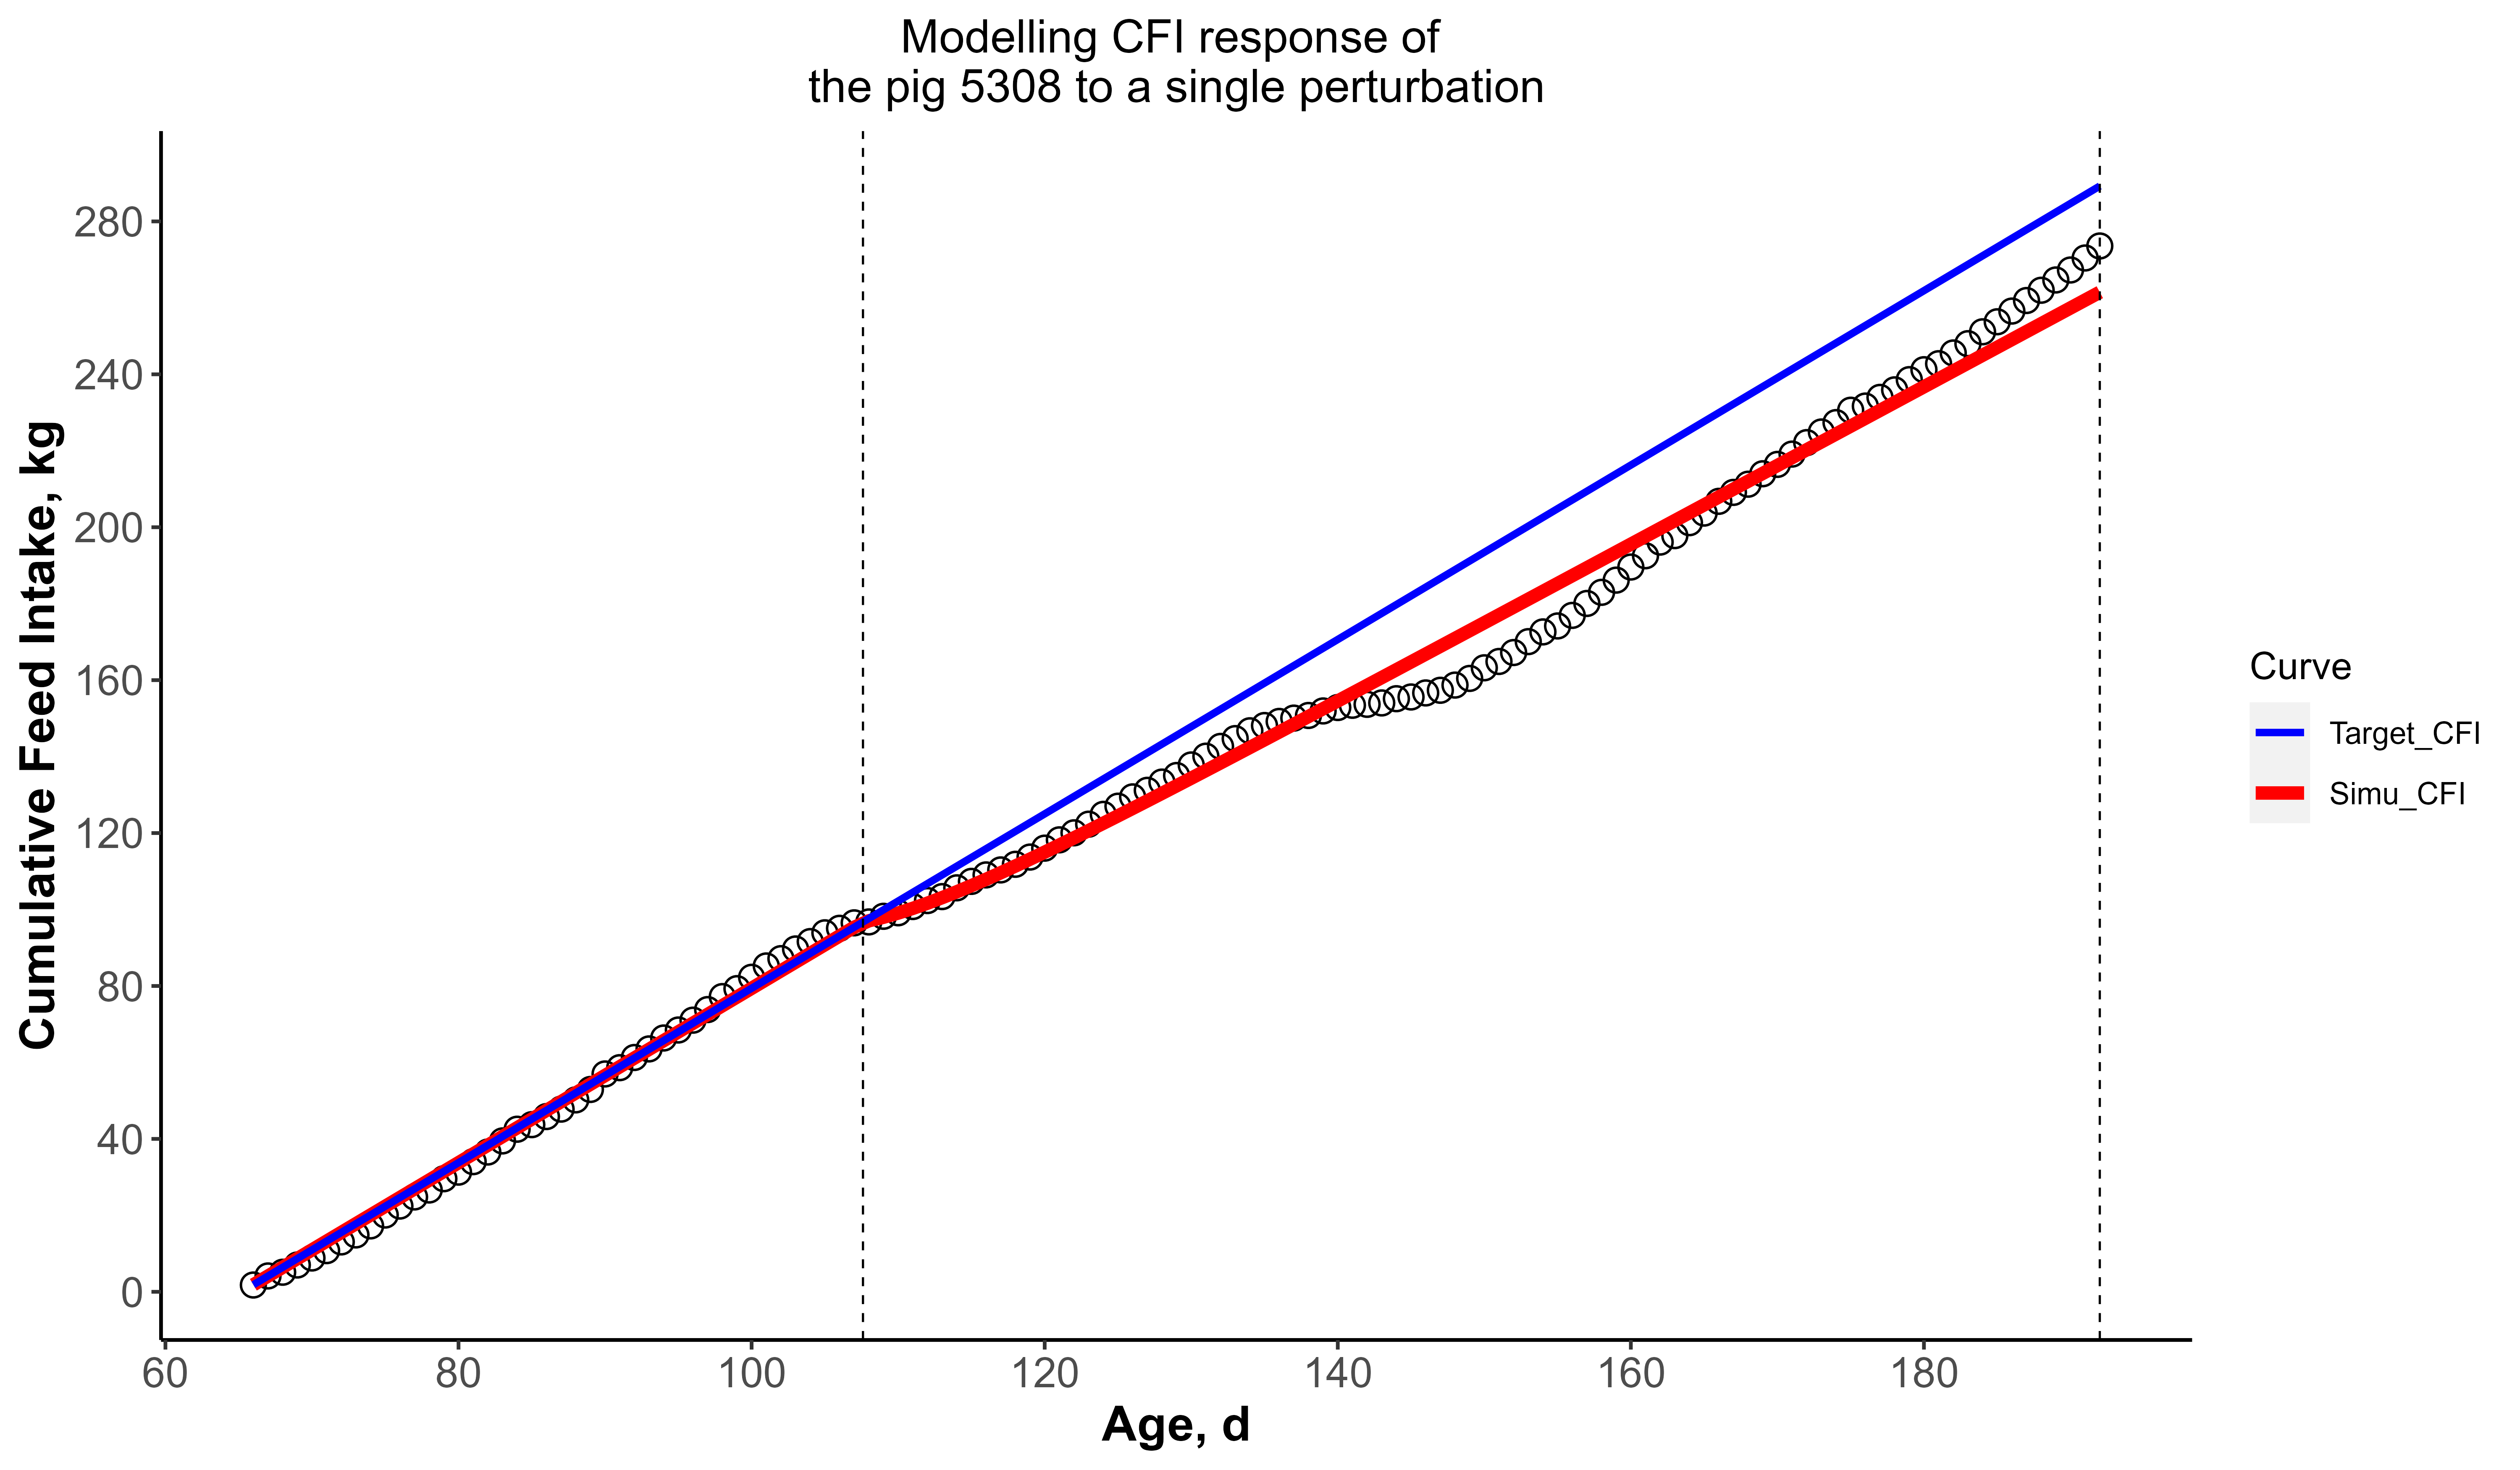 Modelling CFI response of
the pig 5308 to a single perturbation
Cumulative Feed Intake, kg
280
240
200
160
120
80
40
0
60 80 100 120 140 160 180
Age, d
Curve
Target_CFI
Simu_CFI